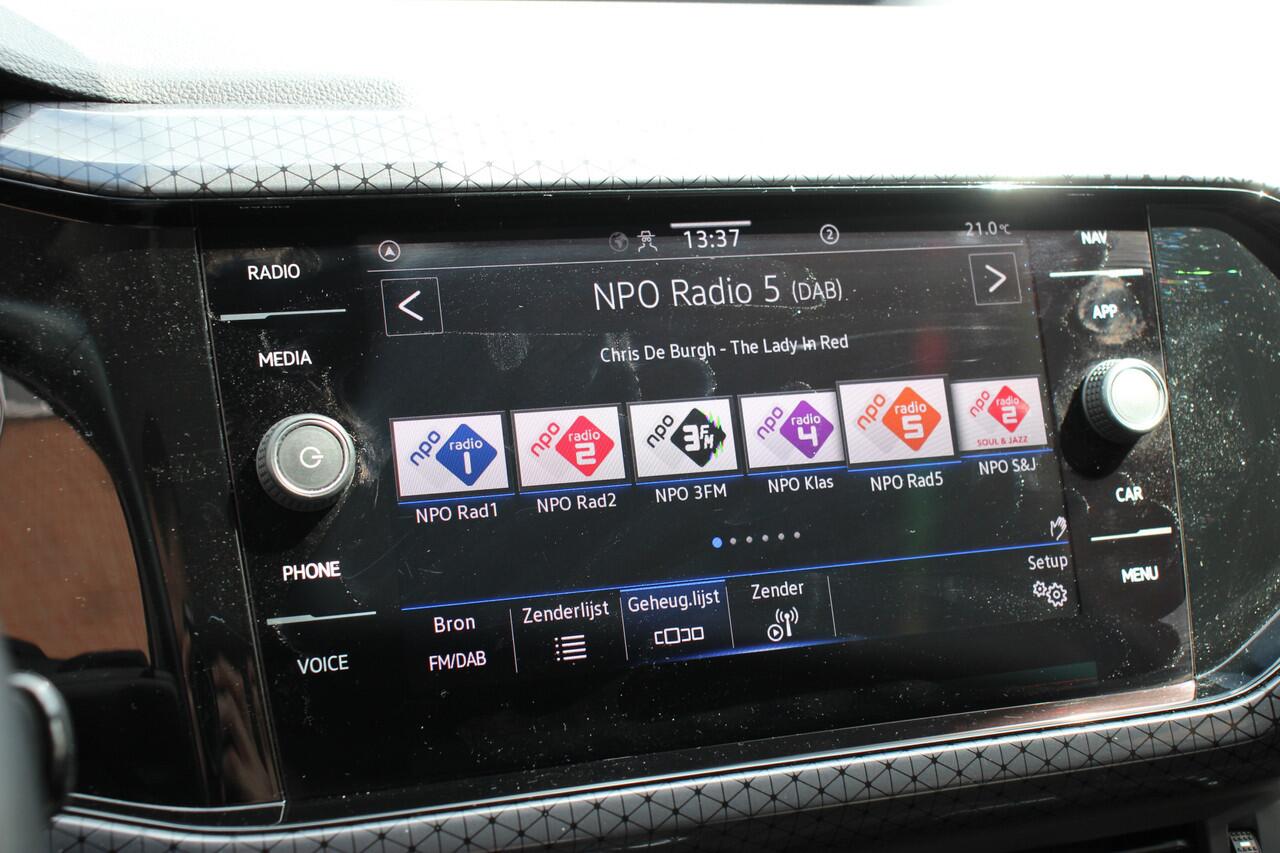 RADIO
MEDIA
PHONE
VOICE
13:37
2
21.0°C
NPO Radio 5 (DAB)
Chris De Burgh - The Lady In Red
npo radio 1
npo radio 2
npo 3FM
npo radio 4
npo radio 5
npo radio 2 SOUL & JAZZ
NPO Rad1
NPO Rad2
NPO 3FM
NPO Klas
NPO Rad5
NPO S&J
Bron
FM/DAB
Zenderlijst
Geheug.lijst
Zender
Setup
NAV
APP
CAR
MENU